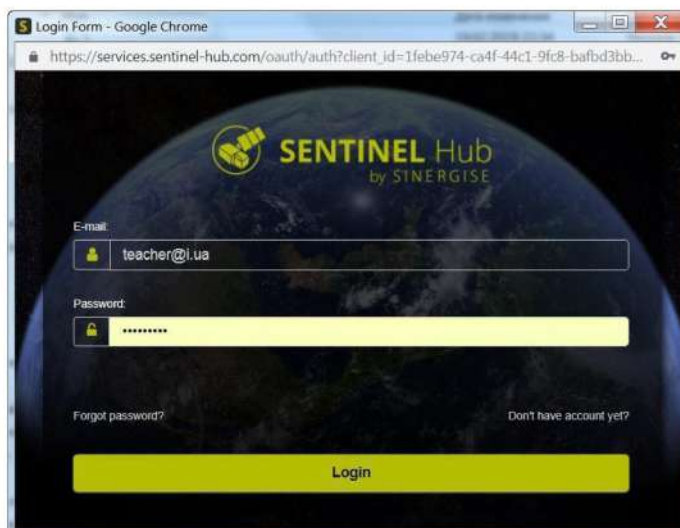 Login Form - Google Chrome
https://services.sentinel-hub.com/oauth/auth?client_id=1febe974-ca4f-44c1-9fc8-bafbd3bb...
SENTINEL Hub
by SINERGISE
E-mail:
teacher@i.ua
Password:
•••••••••
Forgot password?
Don't have account yet?
Login